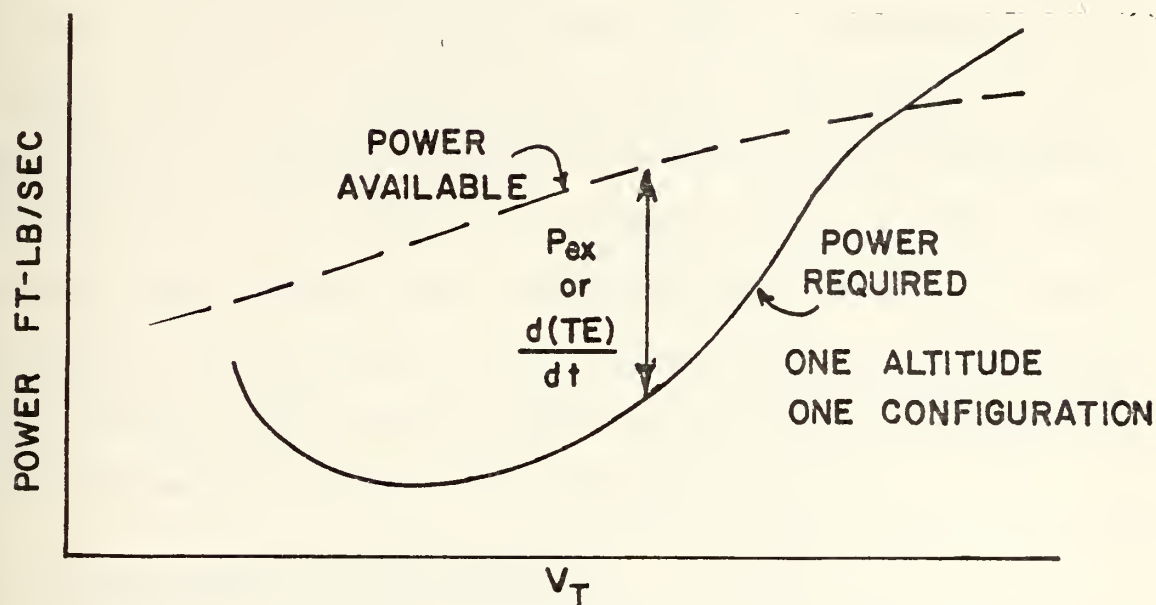 POWER FT-LB/SEC
POWER
AVAILABLE
Pex
or
d(TE)
dt
POWER
REQUIRED
ONE ALTITUDE
ONE CONFIGURATION
VT